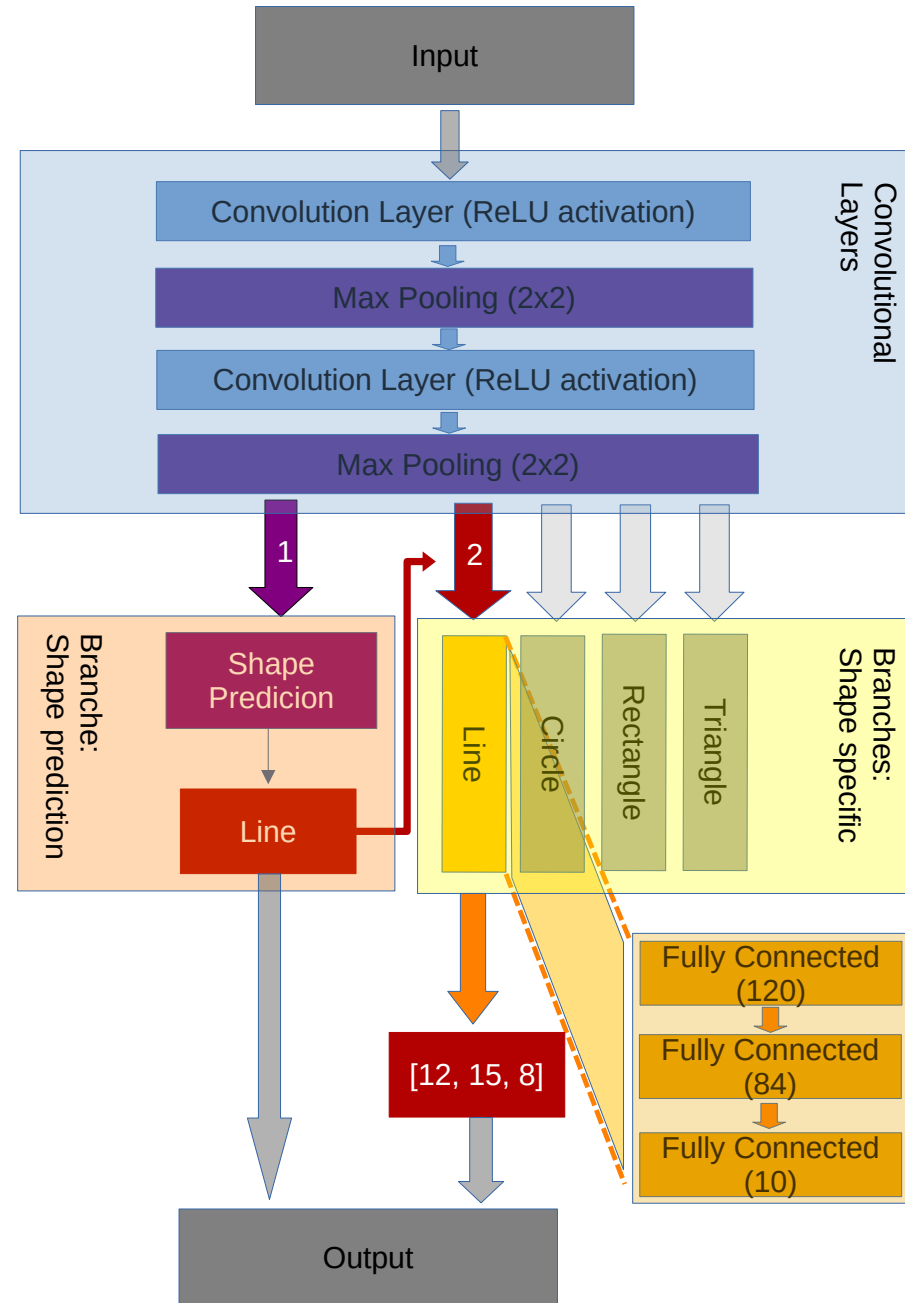 Input
Convolutional
Layers
Convolution Layer (ReLU activation)
Max Pooling (2x2)
Convolution Layer (ReLU activation)
Max Pooling (2x2)
1
2
Branche:
Shape prediction
Shape
Predicion
Line
Line
Circle
Rectangle
Triangle
Branches:
Shape specific
Fully Connected
(120)
Fully Connected
(84)
Fully Connected
(10)
[12, 15, 8]
Output